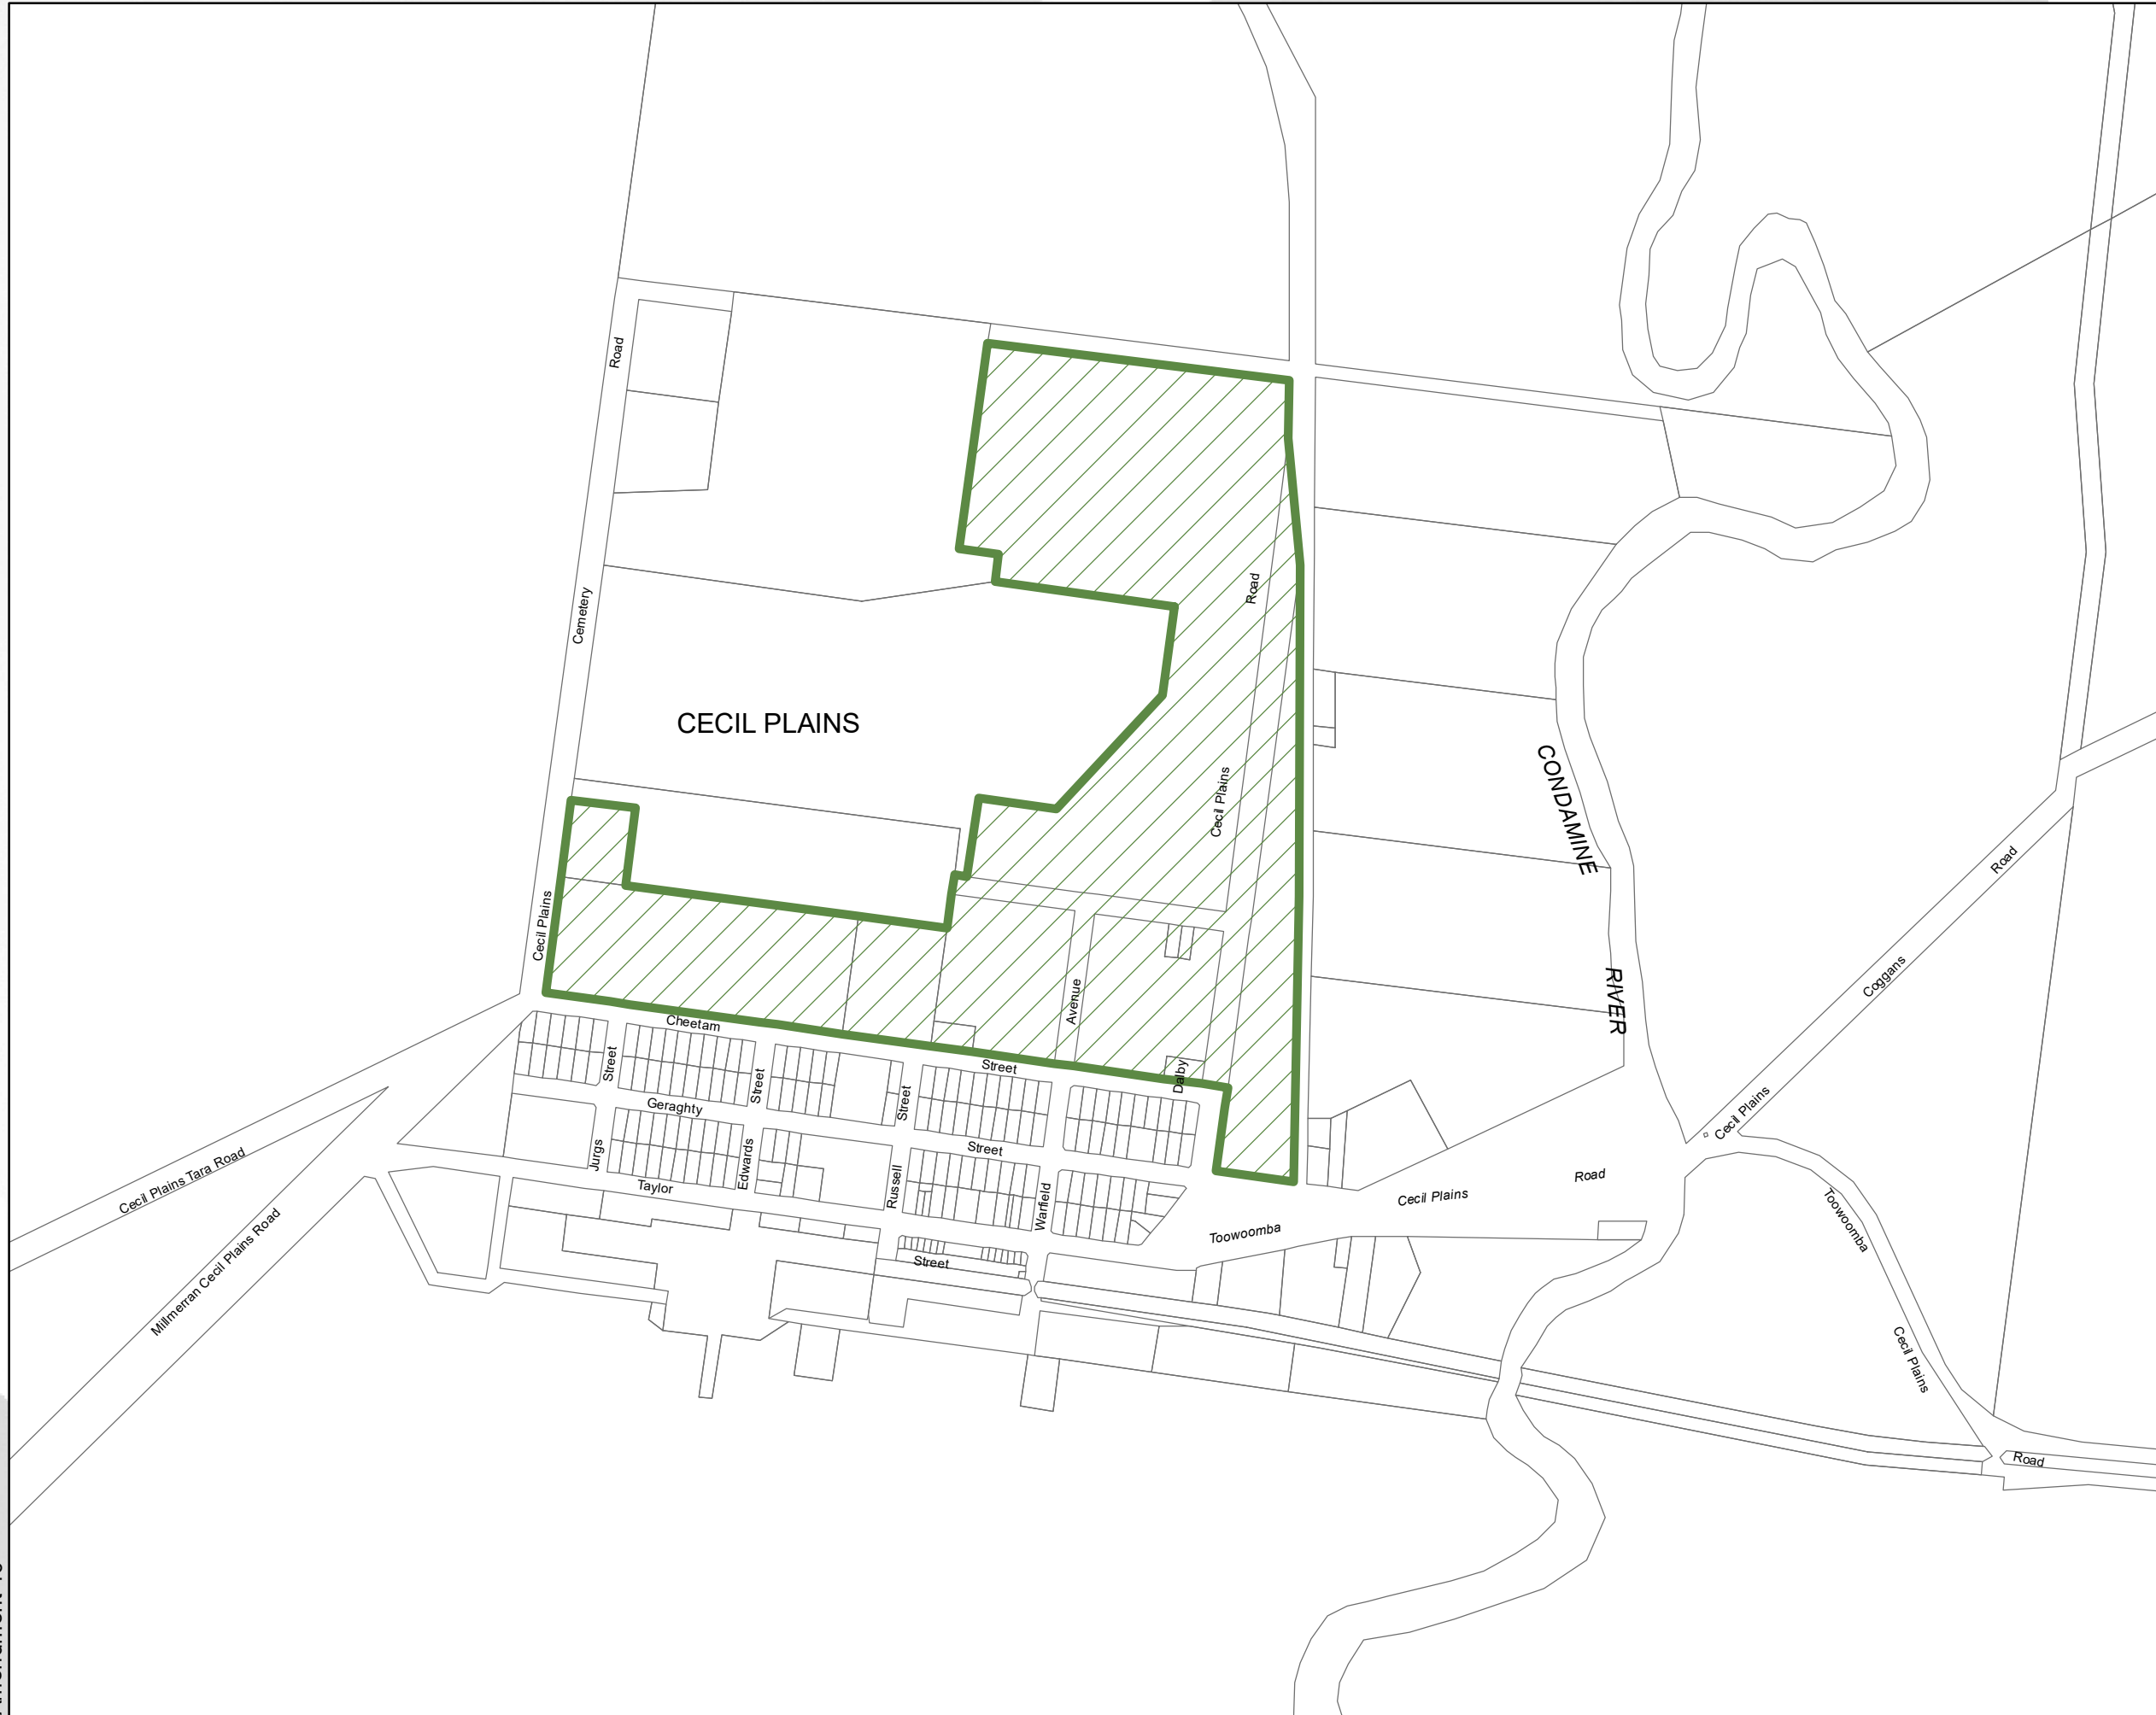 Road
Cemetery
Road
CECIL PLAINS
Cecil Plains
CONDAMINE
Cecil Plains
Road
Coggans
RIVER
Avenue
Cheetam
Street
Dalby
Street
Street
Street
Geraghty
Street
Jurgs
Edwards
Russell
Warfield
Taylor
Street
Cecil Plains
Cecil Plains Tara Road
Millmerran Cecil Plains Road
Toowoomba
Cecil Plains
Road
Toowoomba
Cecil Plains
Road